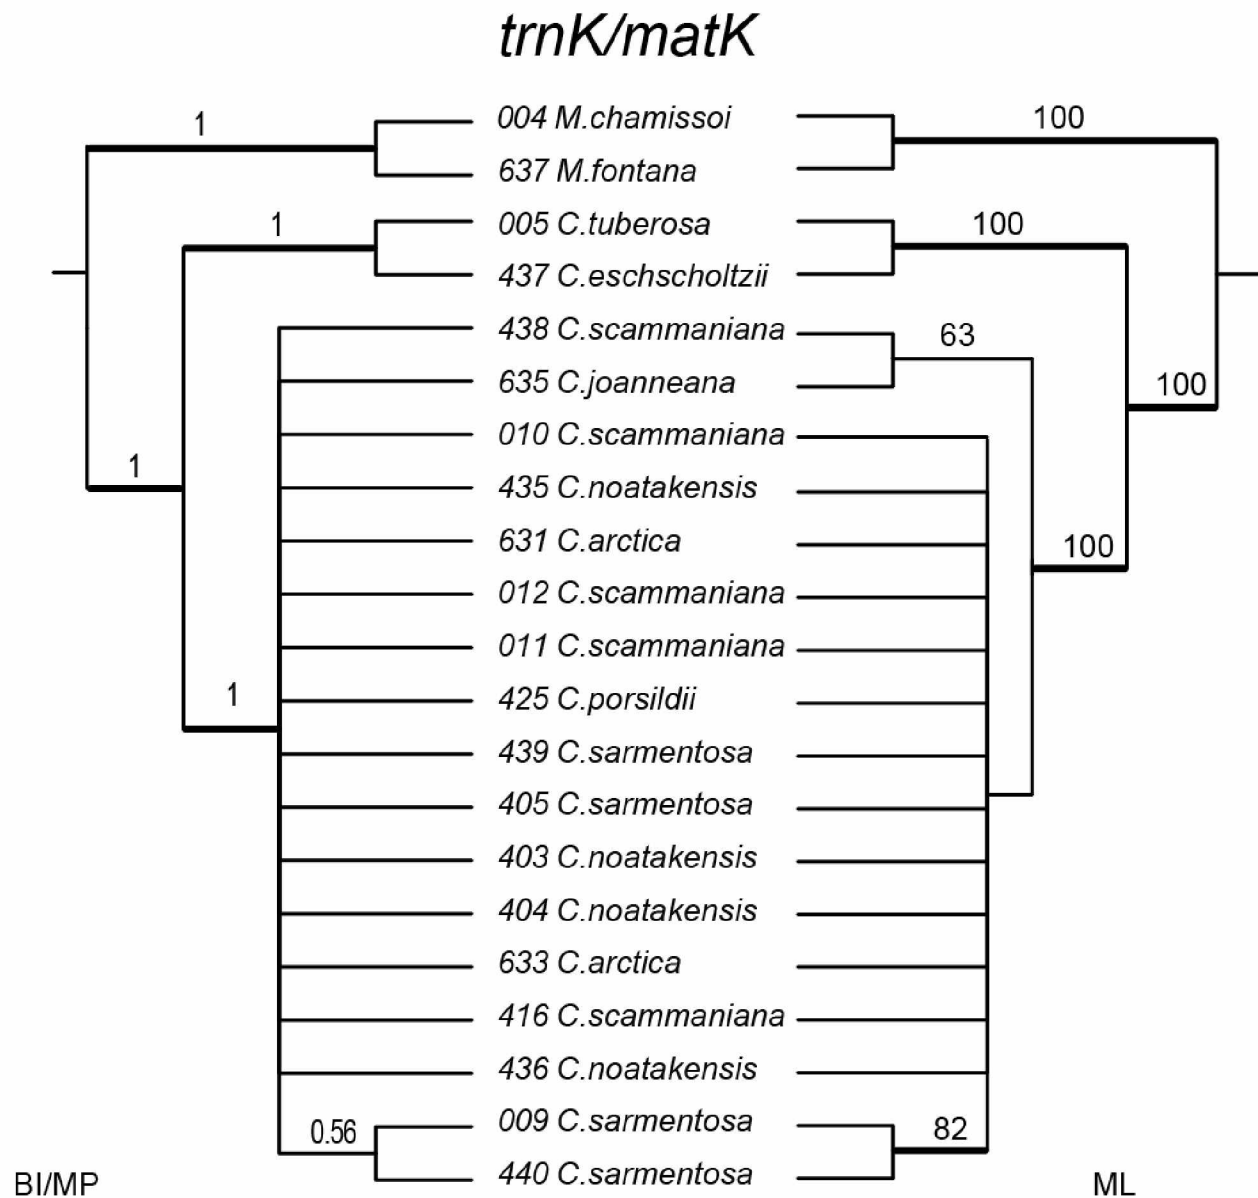 trnK/matK
1
004 M.chamissoi
100
637 M.fontana
1
005 C.tuberosa
100
437 C.eschscholtzii
438 C.scammaniana
63
635 C.joanneana
100
010 C.scammaniana
1
435 C.noatakensis
631 C.arctica
100
012 C.scammaniana
011 C.scammaniana
1
425 C.porsildii
439 C.sarmentosa
405 C.sarmentosa
403 C.noatakensis
404 C.noatakensis
633 C.arctica
416 C.scammaniana
436 C.noatakensis
0.56
009 C.sarmentosa
82
440 C.sarmentosa
BI/MP
ML